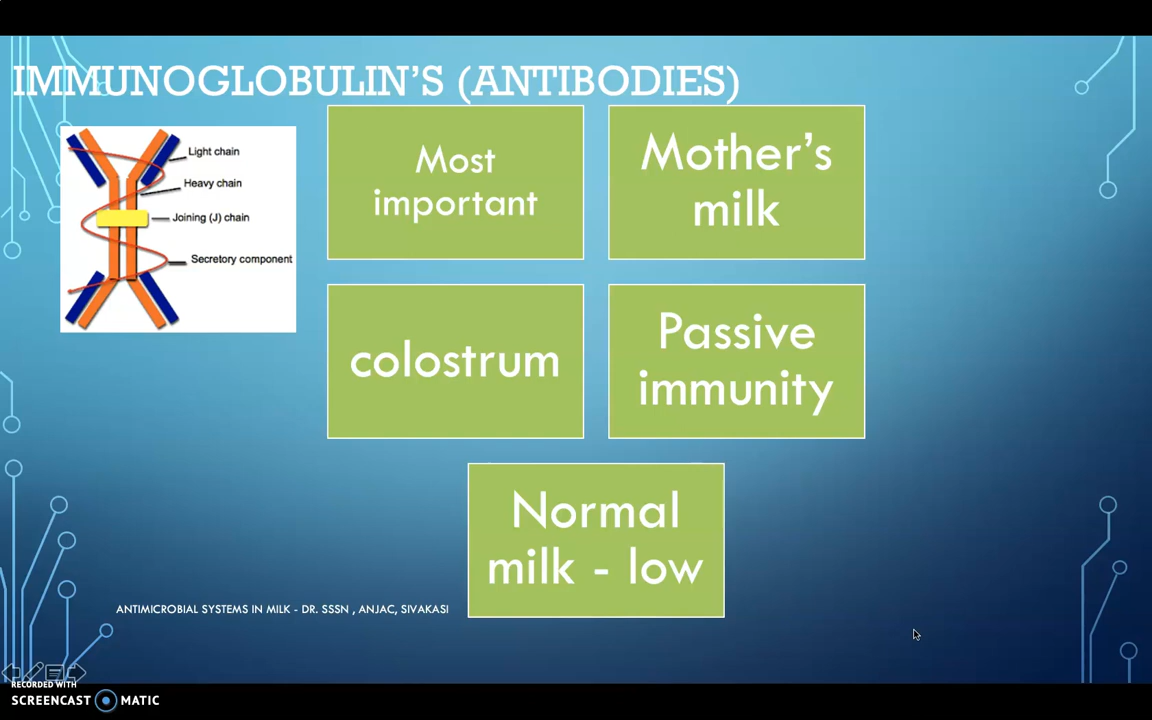 IMMUNOGLOBULIN'S (ANTIBODIES)
Light chain
Heavy chain
Joining (J) chain
Secretory component
Most
important
Mother's
milk
colostrum
Passive
immunity
Normal
milk - low
ANTIMICROBIAL SYSTEMS IN MILK - DR. SSSN , ANJAC, SIVAKASI
RECORDED WITH
SCREENCAST MATIC